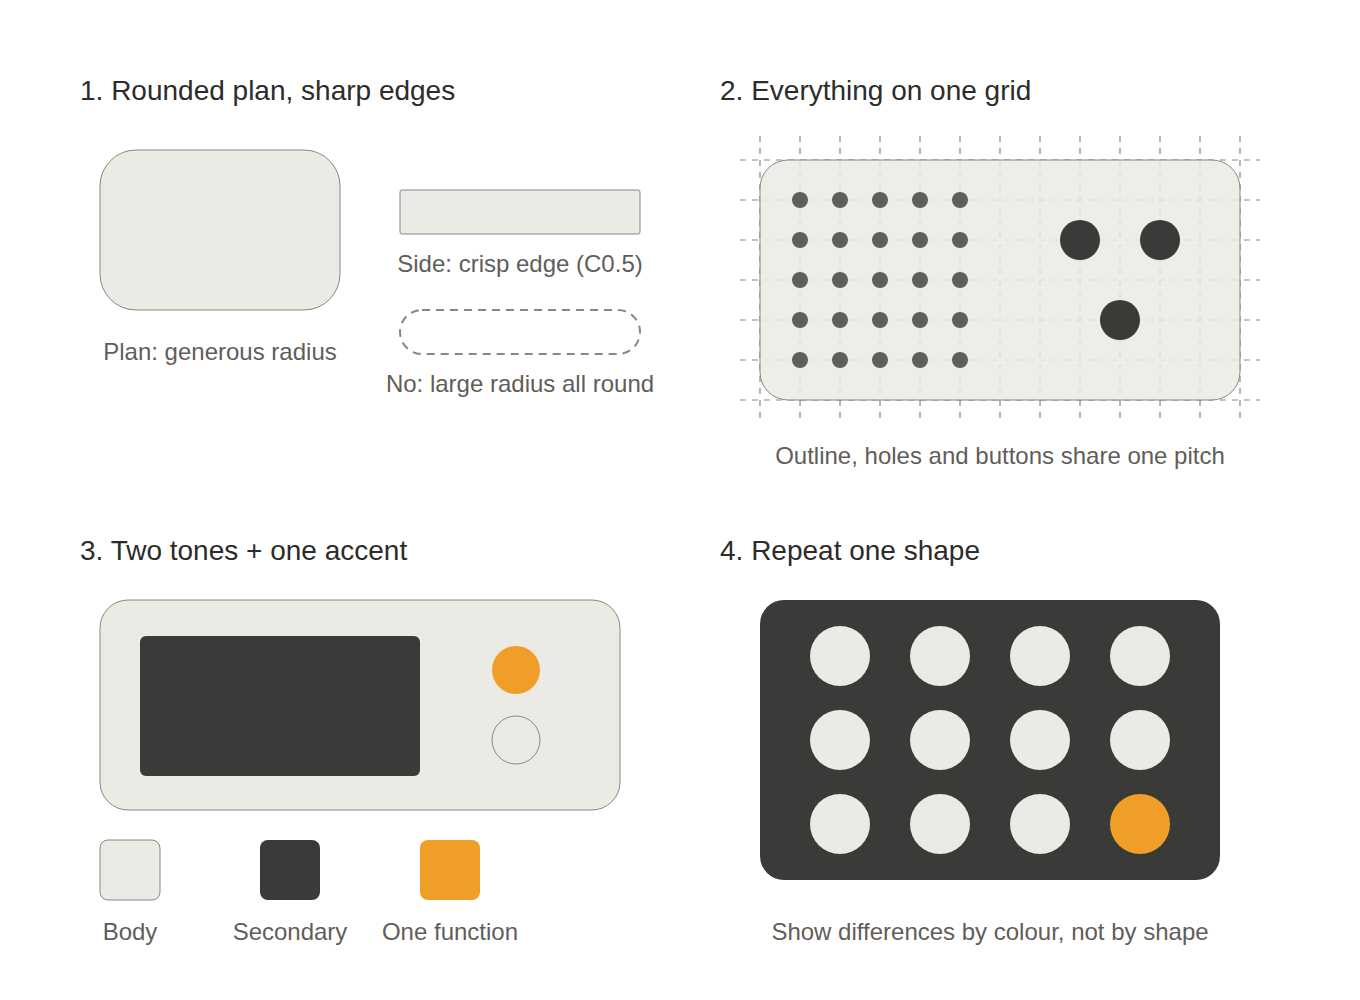 1. Rounded plan, sharp edges
Side: crisp edge (C0.5)
Plan: generous radius
No: large radius all round
2. Everything on one grid
Outline, holes and buttons share one pitch
3. Two tones + one accent
Body
Secondary
One function
4. Repeat one shape
Show differences by colour, not by shape